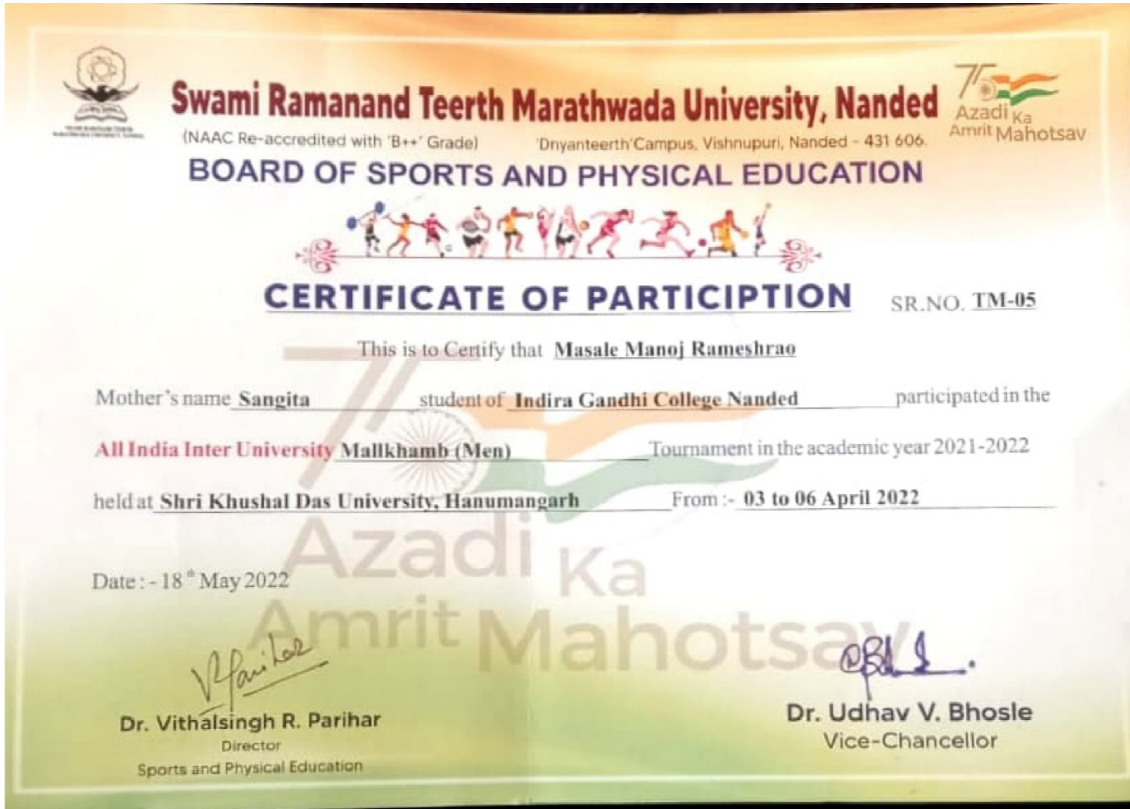 Swami Ramanand Teerth Marathwada University, Nanded
75
Azadi Ka
Amrit Mahotsav
(NAAC Re-accredited with 'B++' Grade) 'Dnyanteerth'Campus, Vishnupuri, Nanded - 431 606.
BOARD OF SPORTS AND PHYSICAL EDUCATION
CERTIFICATE OF PARTICIPTION
SR.NO. TM-05
This is to Certify that Masale Manoj Rameshrao
Mother's name Sangita student of Indira Gandhi College Nanded participated in the
All India Inter University Mallkhamb (Men) Tournament in the academic year 2021-2022
held at Shri Khushal Das University, Hanumangarh From :- 03 to 06 April 2022
75
Azadi Ka
Amrit Mahotsav
Date : - 18th May 2022
Dr. Vithalsingh R. Parihar
Director
Sports and Physical Education
Dr. Udhav V. Bhosle
Vice-Chancellor